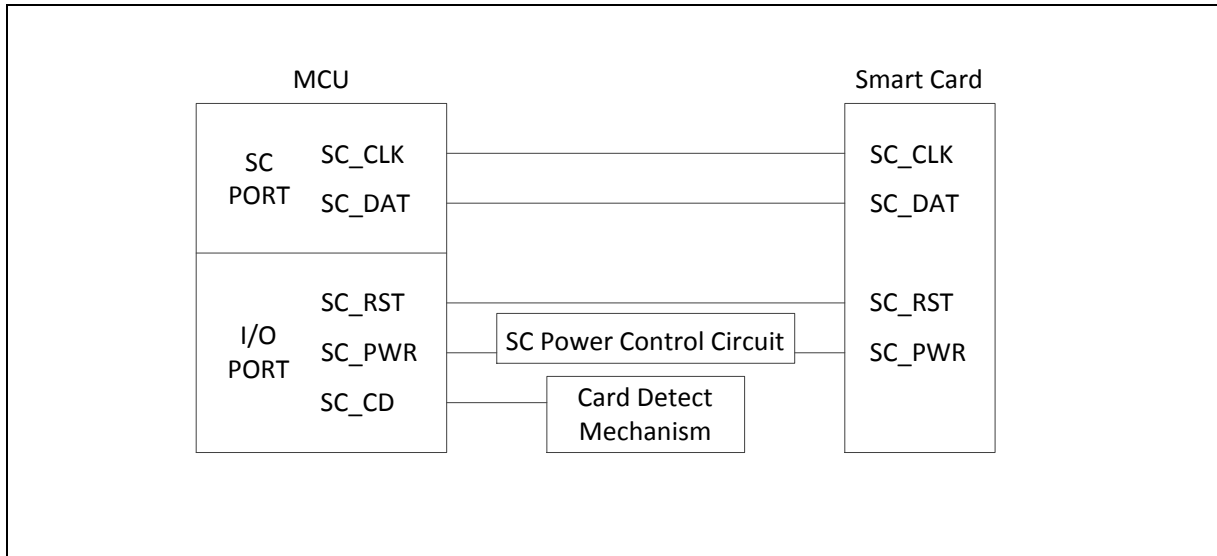 MCU
Smart Card
SC
PORT
SC_CLK
SC_DAT
SC_CLK
SC_DAT
I/O
PORT
SC_RST
SC_PWR
SC_CD
SC Power Control Circuit
Card Detect
Mechanism
SC_RST
SC_PWR